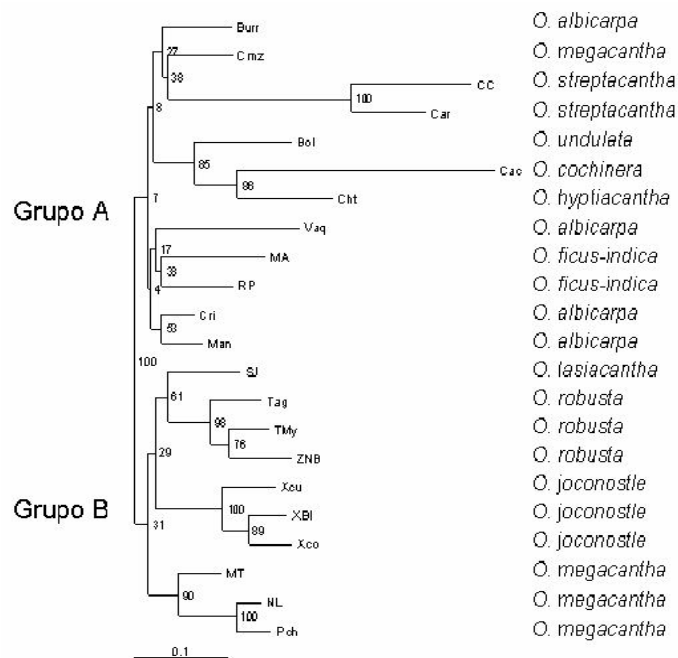 Burr O. albicarpa
27
Cmz O. megacantha
38
CC O. streptacantha
100
8
Car O. streptacantha
Bol O. undulata
85
Cac O. cochinera
96
Cht O. hypliacantha
7
Grupo A
Vaq O. albicarpa
17
MA O. ficus-indica
39
RP O. ficus-indica
4
Cri O. albicarpa
53
Man O. albicarpa
100
SJ O. lasiacantha
61
Tag O. robusta
98
TMy O. robusta
76
29
ZNB O. robusta
Xcu O. joconostle
100
Grupo B
XBl O. joconostle
31
89
Xco O. joconostle
MT O. megacantha
90
NL O. megacantha
100
Pch O. megacantha
0.1